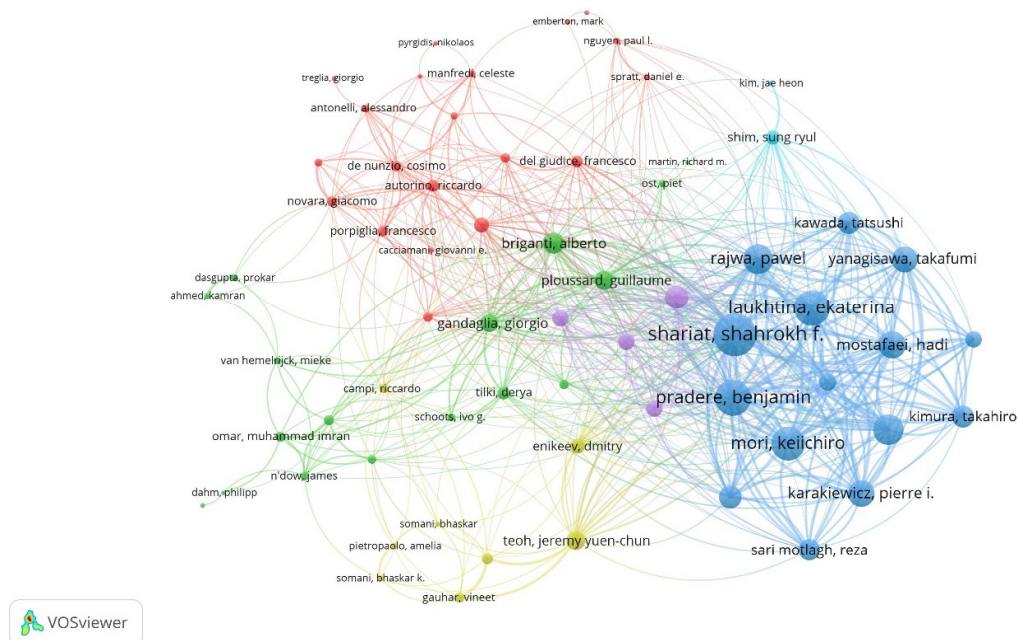 emberton, mark
pyrgidis, nikolaos
nguyen, paul l.
treglia, giorgio
manfredi, celeste
spratt, daniel e.
kim, jae heon
antonelli, alessandro
shim, sung ryul
de nunzio, cosimo
del giudice, francesco
martin, richard m.
autorino, riccardo
ost, piet
novara, giacomo
kawada, tatsushi
porpiglia, francesco
briganti, alberto
cacciamani, giovanni e.
rajwa, pawel
yanagisawa, takafumi
dasgupta, prokar
ploussard, guillaume
ahmed, kamran
laukhtina, ekaterina
gandaglia, giorgio
shariat, shahrokh f.
mostafaei, hadi
van hemelrijck, mieke
campi, riccardo
tilki, derya
pradere, benjamin
schoots, ivo g.
kimura, takahiro
omar, muhammad imran
enikeev, dmitry
mori, keiichiro
n'dow, james
dahm, philipp
karakiewicz, pierre i.
somani, bhaskar
teoh, jeremy yuen-chun
pietropaolo, amelia
sari motlagh, reza
somani, bhaskar k.
gauhar, vineet
VOSviewer